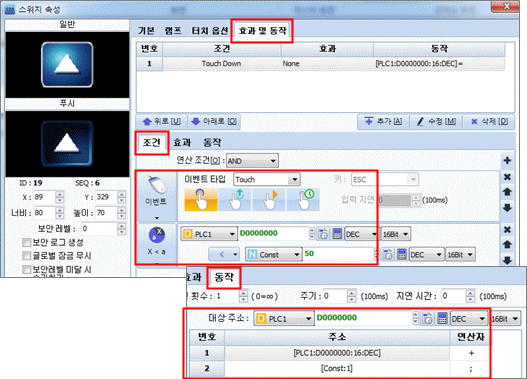 스위치 속성
일반
푸시
ID : 19 SEQ : 6
X : 89 Y : 329
너비 : 80 높이 : 70
보안 레벨 : 0
보안 로그 생성
글로벌 잠금 무시
보안레벨 미달 시
기본 램프 터치 옵션 효과 및 동작
번호 조건 효과 동작
1 Touch Down None [PLC1:D0000000:16:DEC]=
위로 [U] 아래로 [O] 추가 [A] 수정 [M] 삭제 [D]
조건 효과 동작
연산 조건[O]: AND
이벤트
이벤트 타입 Touch 키 : ESC
입력 지연 0 (100ms)
X < a
PLC1 D0000000 DEC 16Bit
< Const 50 DEC 16Bit
효과 동작
횟수 : 1 (0=∞) 주기 : 0 (100ms) 지연 시간 : 0 (100ms)
대상 주소 : PLC1 D0000000 DEC 16Bit
번호 주소 연산자
1 [PLC1:D0000000:16:DEC] +
2 [Const:1] ;